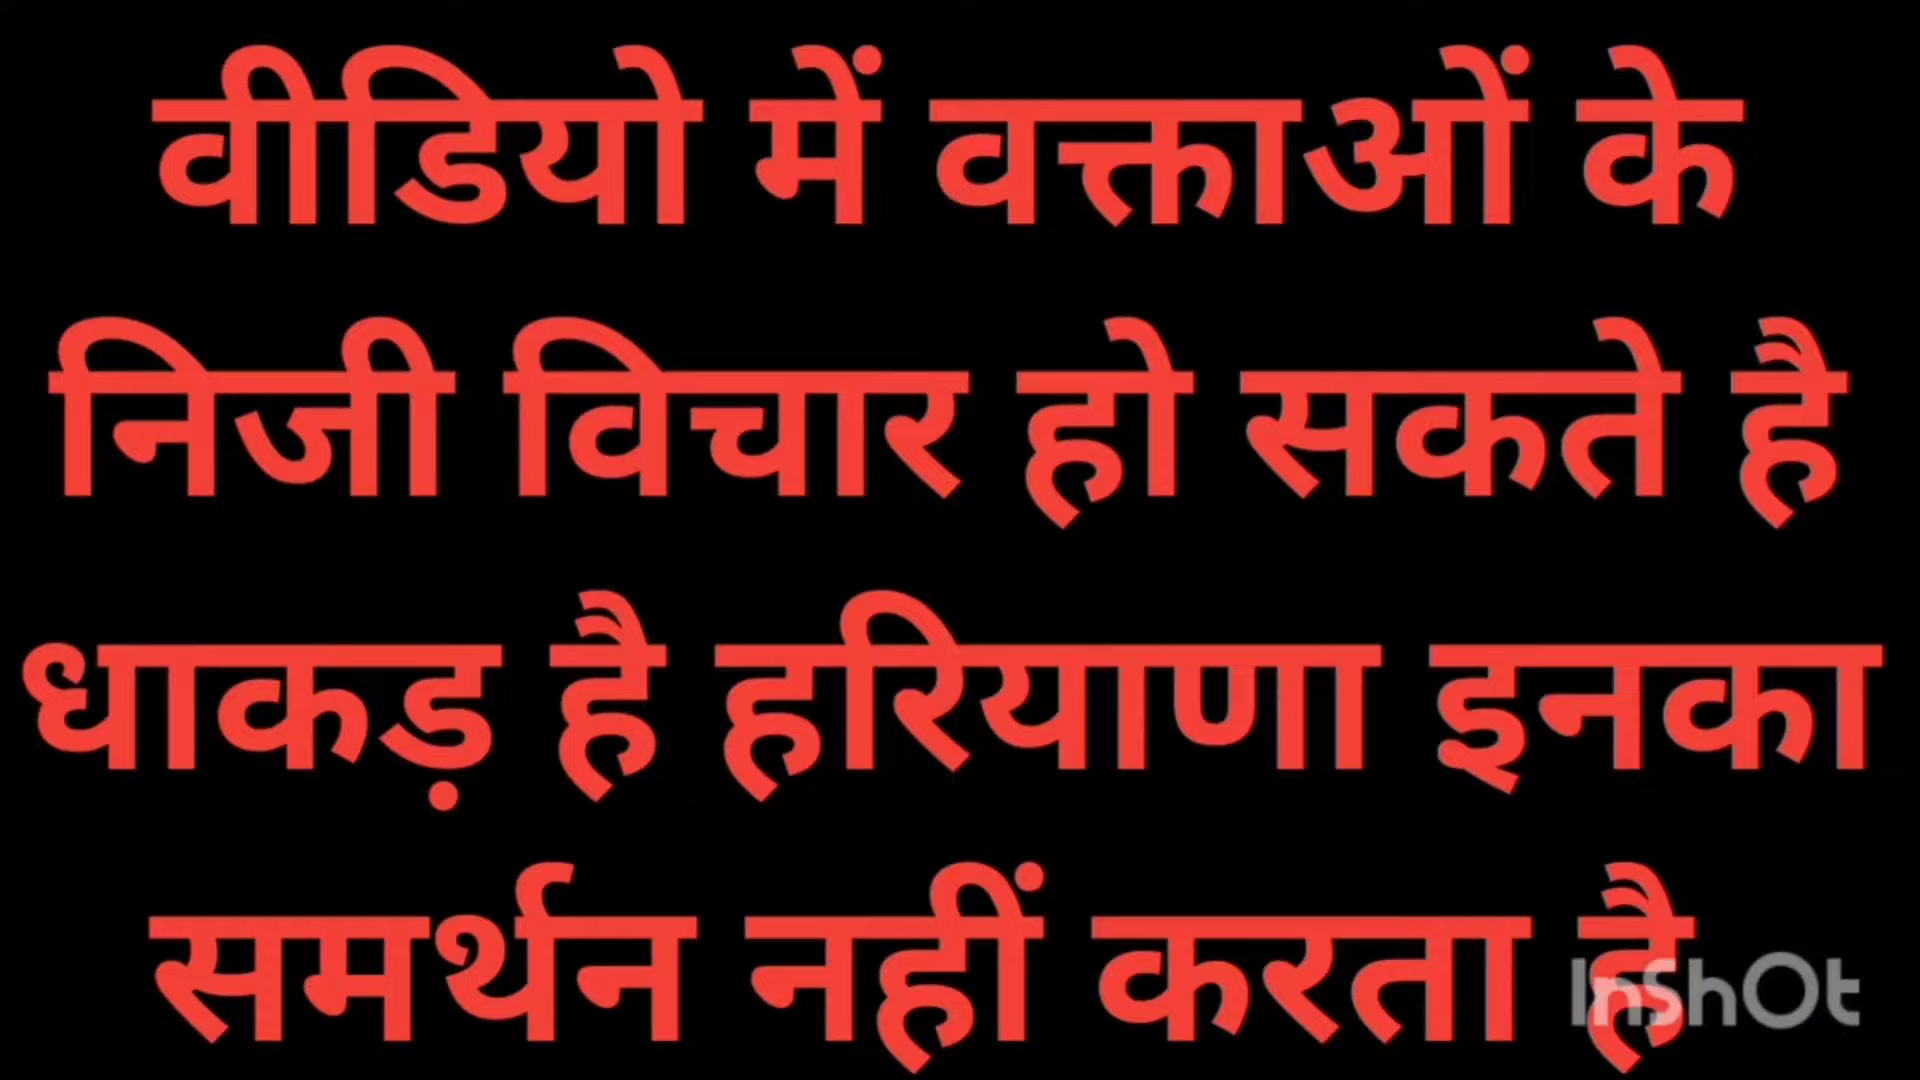 वीडियो में वक्ताओं के
निजी विचार हो सकते है
धाकड़ है हरियाणा इनका
समर्थन नहीं करता है
InShOt